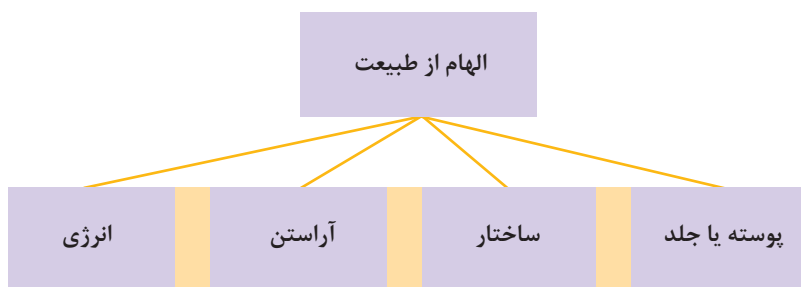 الهام از طبیعت
پوسته یا جلد
ساختار
آراستن
انرژی